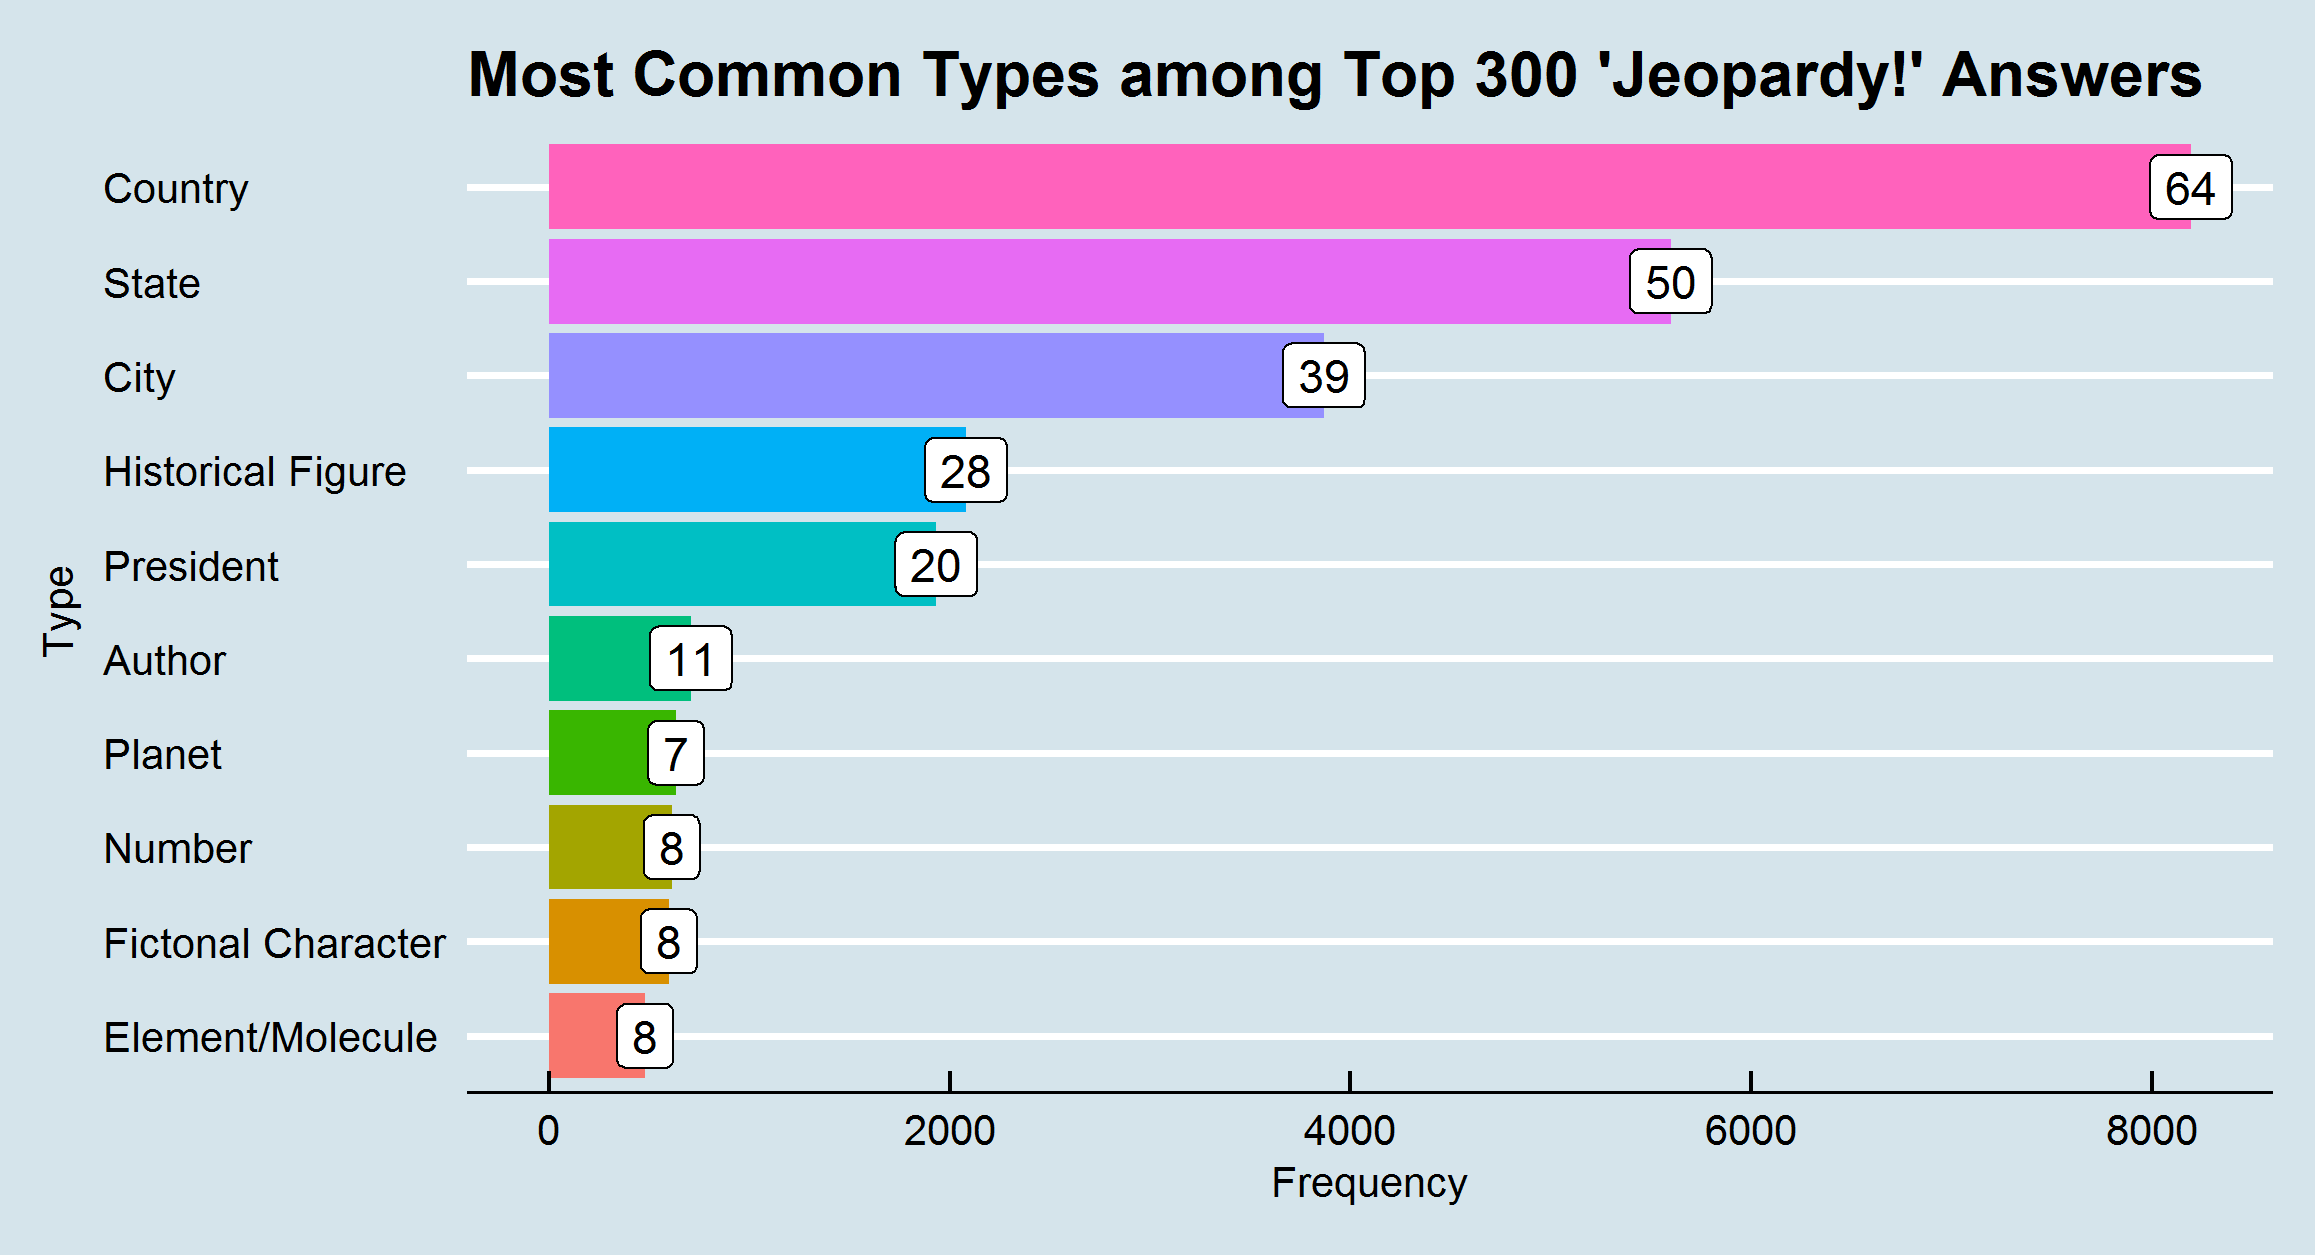 Most Common Types among Top 300 'Jeopardy!' Answers
Type
Country 64
State 50
City 39
Historical Figure 28
President 20
Author 11
Planet 7
Number 8
Fictonal Character 8
Element/Molecule 8
0 2000 4000 6000 8000
Frequency